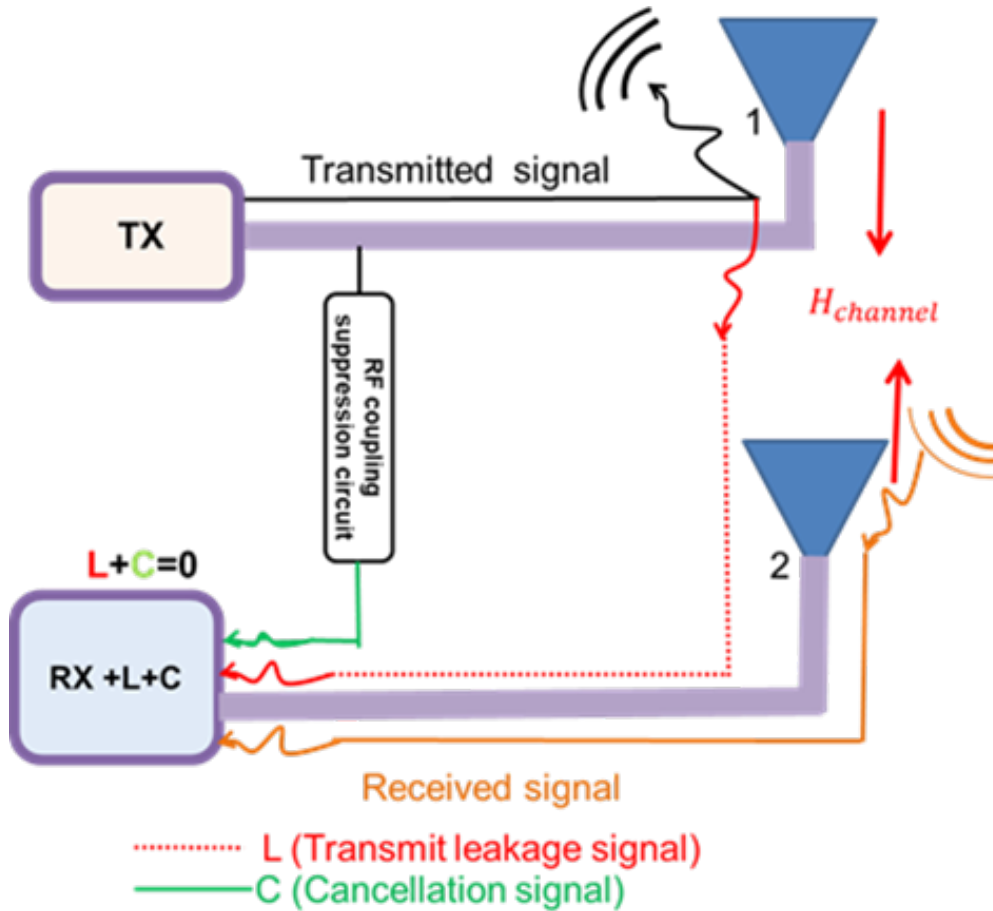 1
Transmitted signal
TX
H_channel
RF coupling
suppression circuit
L+C=0
2
RX +L+C
Received signal
L (Transmit leakage signal)
C (Cancellation signal)